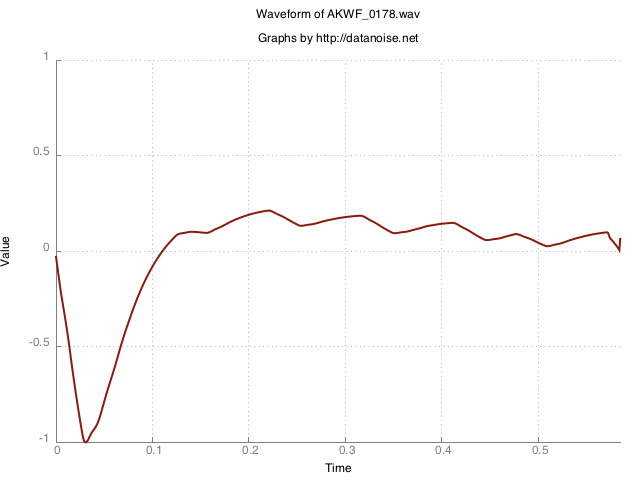 Waveform of AKWF_0178.wav
Graphs by http://datanoise.net
1
0.5
0
-0.5
-1
Value
0 0.1 0.2 0.3 0.4 0.5
Time